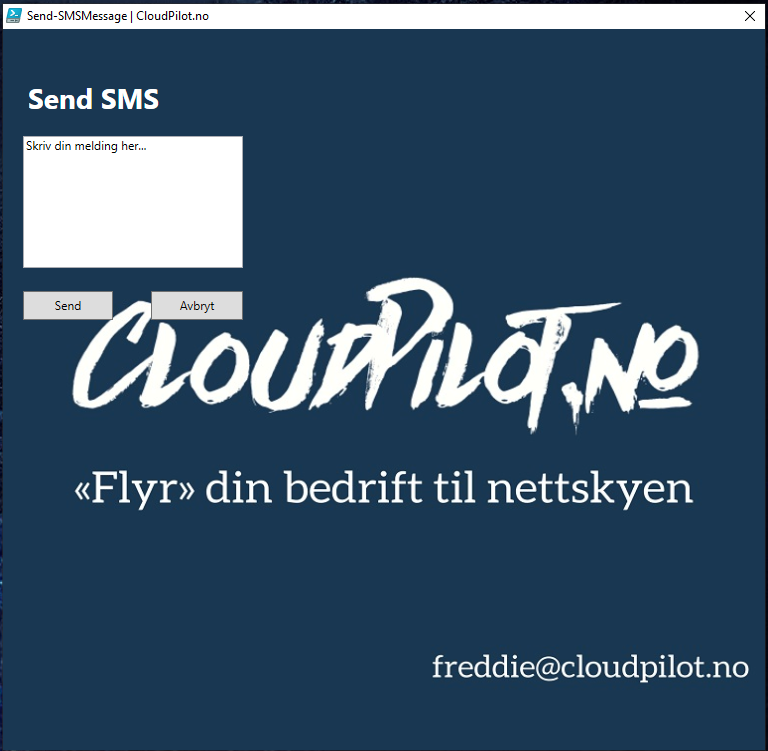 Send-SMSMessage | CloudPilot.no
Send SMS
Skriv din melding her...
Send
Avbryt
CloudPilot.no
«Flyr» din bedrift til nettskyen
freddie@cloudpilot.no